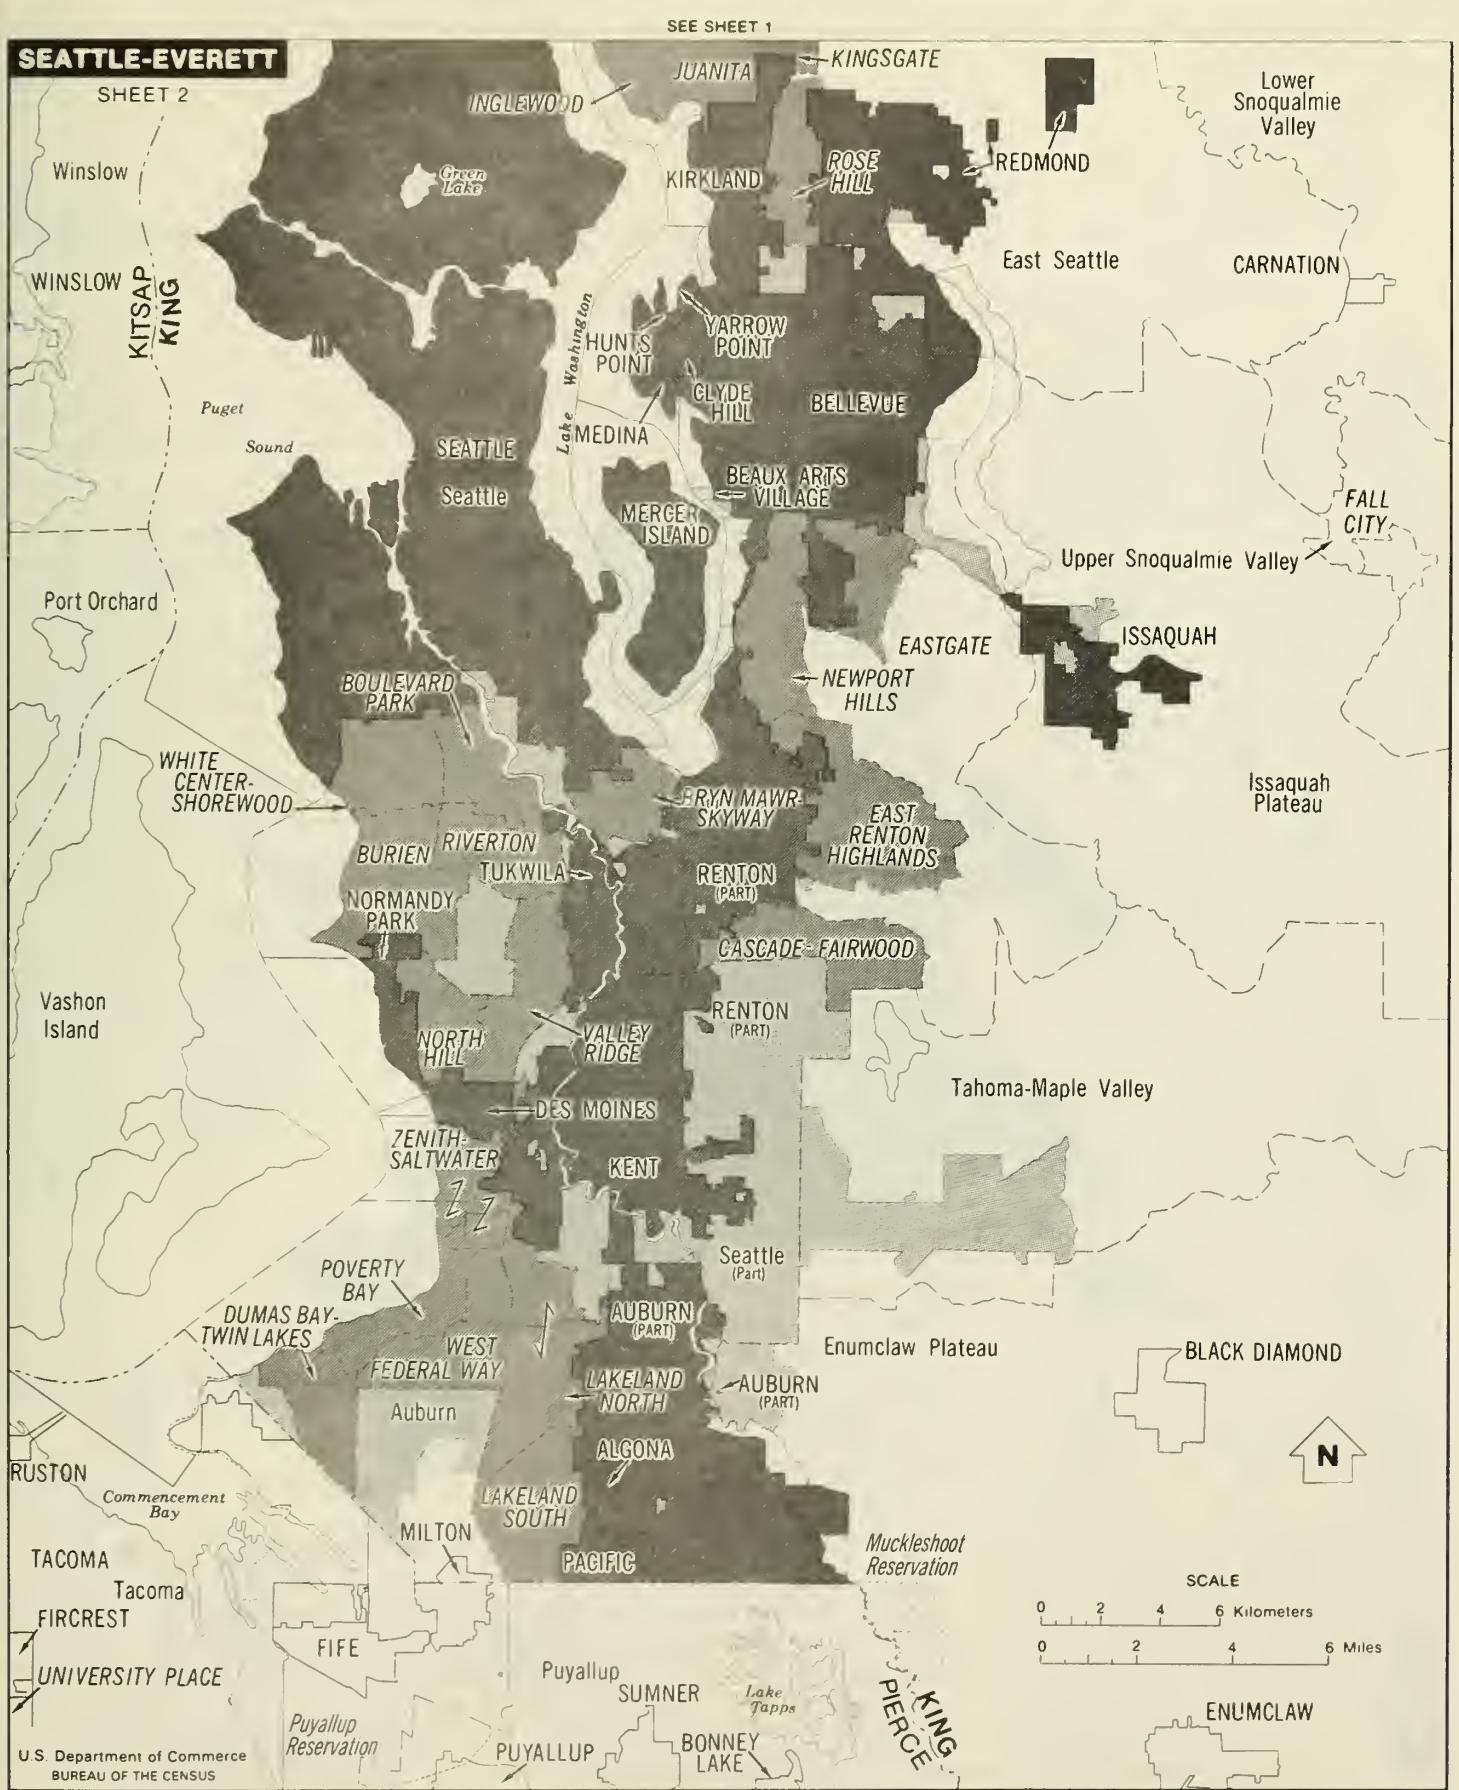 SEE SHEET 1
SEATTLE-EVERETT
SHEET 2
KINGSGATE
JUANITA
INGLEWOOD
Lower
Snoqualmie
Valley
Winslow
Green
Lake
KIRKLAND
ROSE
HILL
REDMOND
WINSLOW
KITSAP
KING
East Seattle
CARNATION
Lake Washington
HUNTS
POINT
YARROW
POINT
CLYDE
HILL
BELLEVUE
MEDINA
Puget
Sound
SEATTLE
Seattle
BEAUX ARTS
VILLAGE
MERCER
ISLAND
FALL
CITY
Upper Snoqualmie Valley
Port Orchard
EASTGATE
ISSAQUAH
NEWPORT
HILLS
BOULEVARD
PARK
WHITE
CENTER-
SHOREWOOD
BRYN MAWR-
SKYWAY
EAST
RENTON
HIGHLANDS
Issaquah
Plateau
BURIEN
RIVERTON
TUKWILA
RENTON
(PART)
NORMANDY
PARK
CASCADE-FAIRWOOD
Vashon
Island
RENTON
(PART)
NORTH
HILL
VALLEY
RIDGE
Tahoma-Maple Valley
DES MOINES
ZENITH-
SALTWATER
KENT
Seattle
(Part)
POVERTY
BAY
DUMAS BAY-
TWIN LAKES
AUBURN
(PART)
WEST
FEDERAL WAY
Enumclaw Plateau
BLACK DIAMOND
LAKELAND
NORTH
AUBURN
(PART)
Auburn
ALGONA
N
RUSTON
Commencement
Bay
LAKELAND
SOUTH
MILTON
PACIFIC
Muckleshoot
Reservation
TACOMA
Tacoma
FIRCREST
FIFE
UNIVERSITY PLACE
SCALE
0 2 4 6 Kilometers
0 2 4 6 Miles
Puyallup
SUMNER
Lake
Tapps
KING
PIERCE
ENUMCLAW
Puyallup
Reservation
PUYALLUP
BONNEY
LAKE
U.S. Department of Commerce
BUREAU OF THE CENSUS